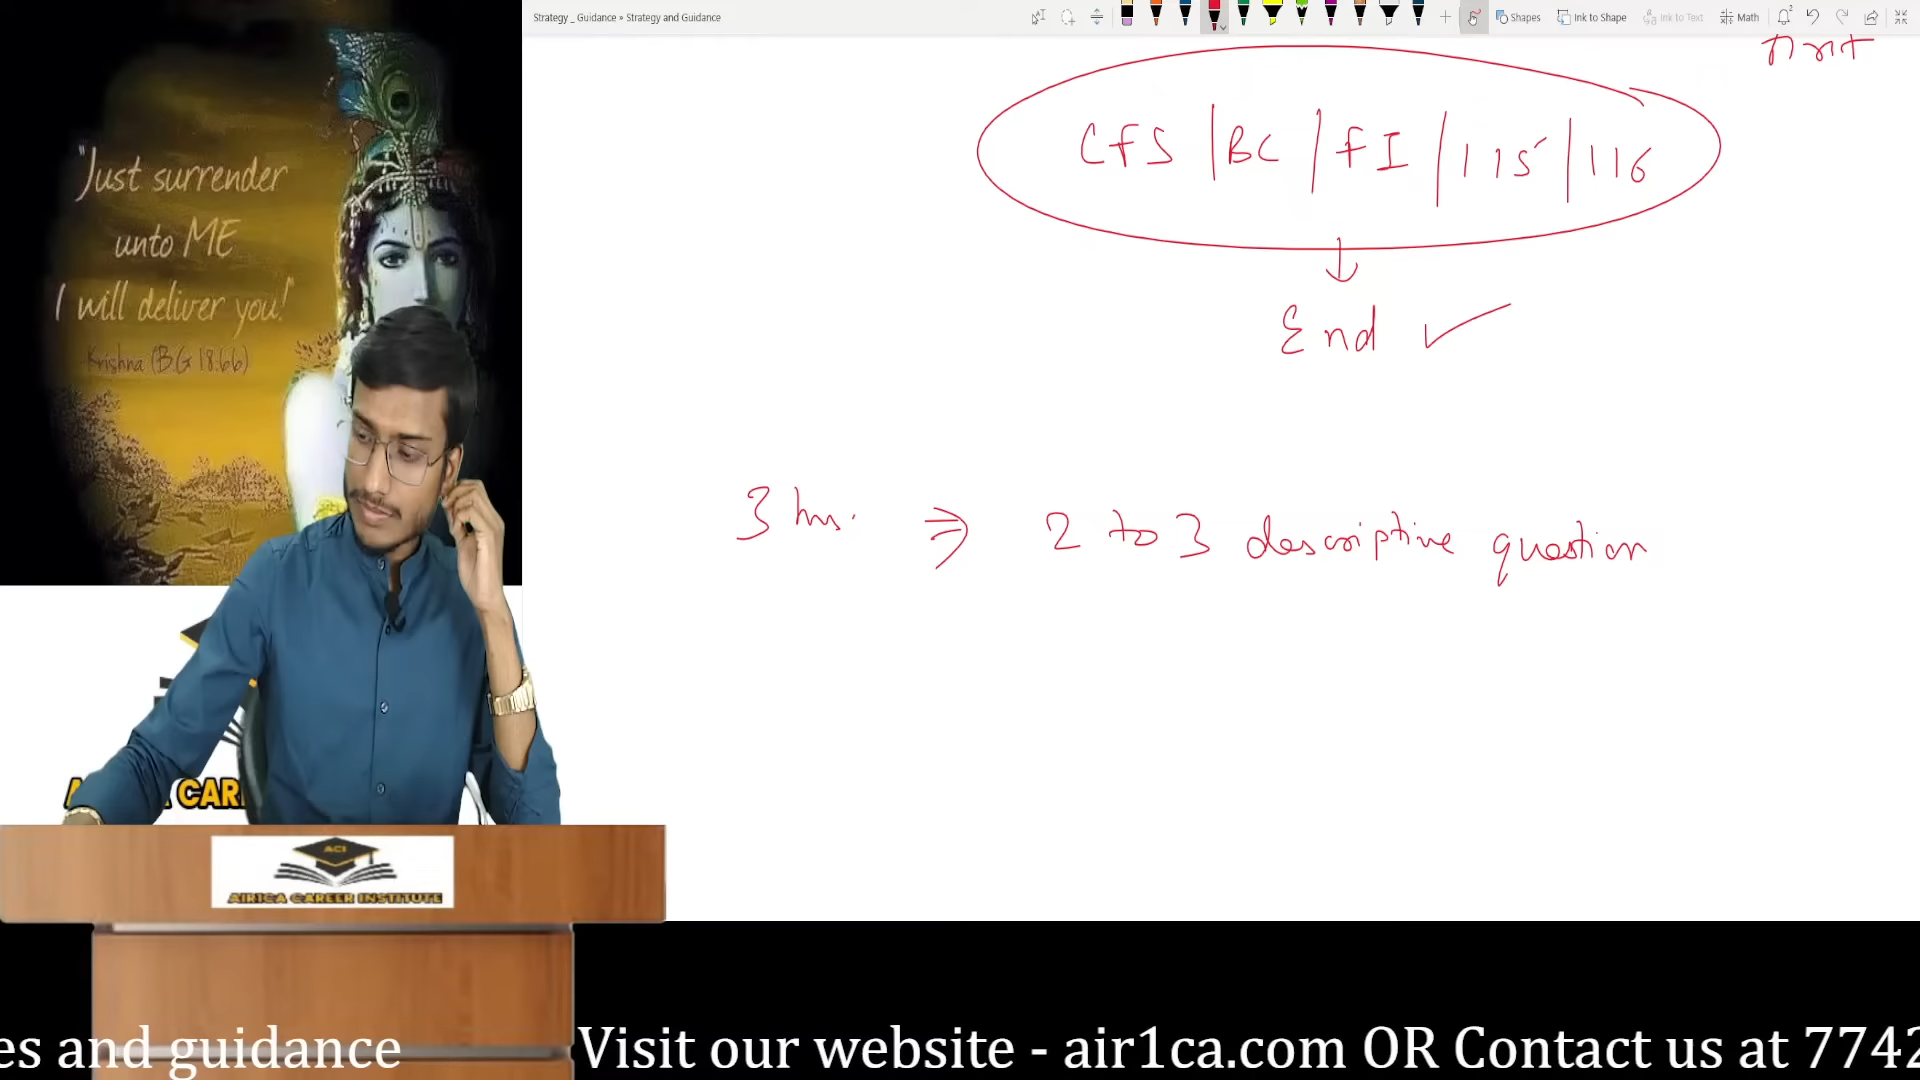 Strategy _ Guidance » Strategy and Guidance
Shapes
Ink to Shape
Ink to Text
Math
CFS | BC | FI | 115 | 116
End ✓
3 hrs. ⇒ 2 to 3 descriptive question
"Just surrender
unto ME
I will deliver you!"
- Krishna (B.G 18.66)
CAR
ACI
AIR1CA CAREER INSTITUTE
es and guidance
Visit our website - air1ca.com OR Contact us at 7742